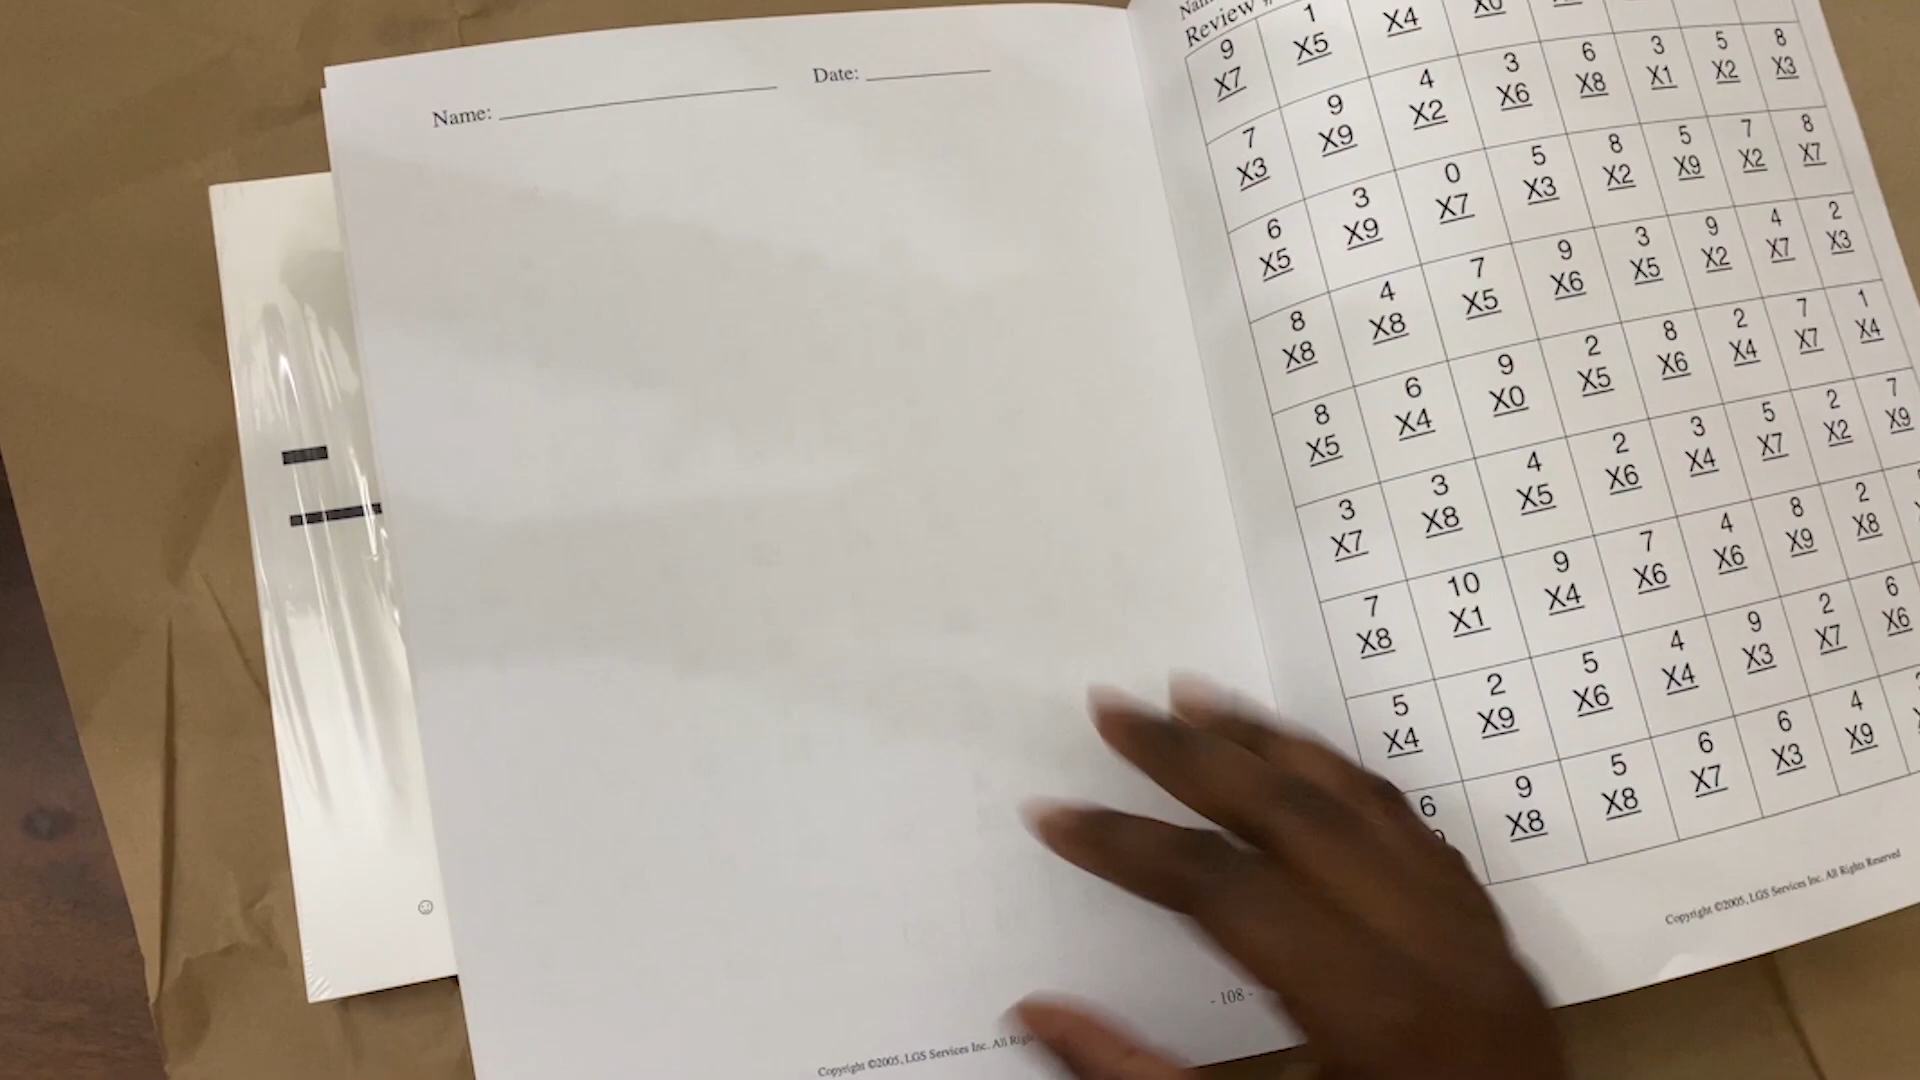 Name: Date:
- 108 -
Copyright ©2005, LGS Services Inc. All
Review
9 1
X7 X5 X4
7 9 4 3 6 3 5 8
X3 X9 X2 X6 X8 X1 X2 X3
6 3 0 5 8 5 7 8
X5 X9 X7 X3 X2 X9 X2 X7
8 4 7 9 3 9 4 2
X8 X8 X5 X6 X5 X2 X7 X3
8 6 9 2 8 2 7 1
X5 X4 X0 X5 X6 X4 X7 X4
3 3 4 2 3 5 2 7
X7 X8 X5 X6 X4 X7 X2 X9
7 10 9 7 4 8 2
X8 X1 X4 X6 X6 X9 X8
5 2 5 4 9 2 6
X4 X9 X6 X4 X3 X7 X6
6 9 5 6 6 4
X8 X8 X7 X3 X9
Copyright ©2005, LGS Services Inc. All Rights Reserved